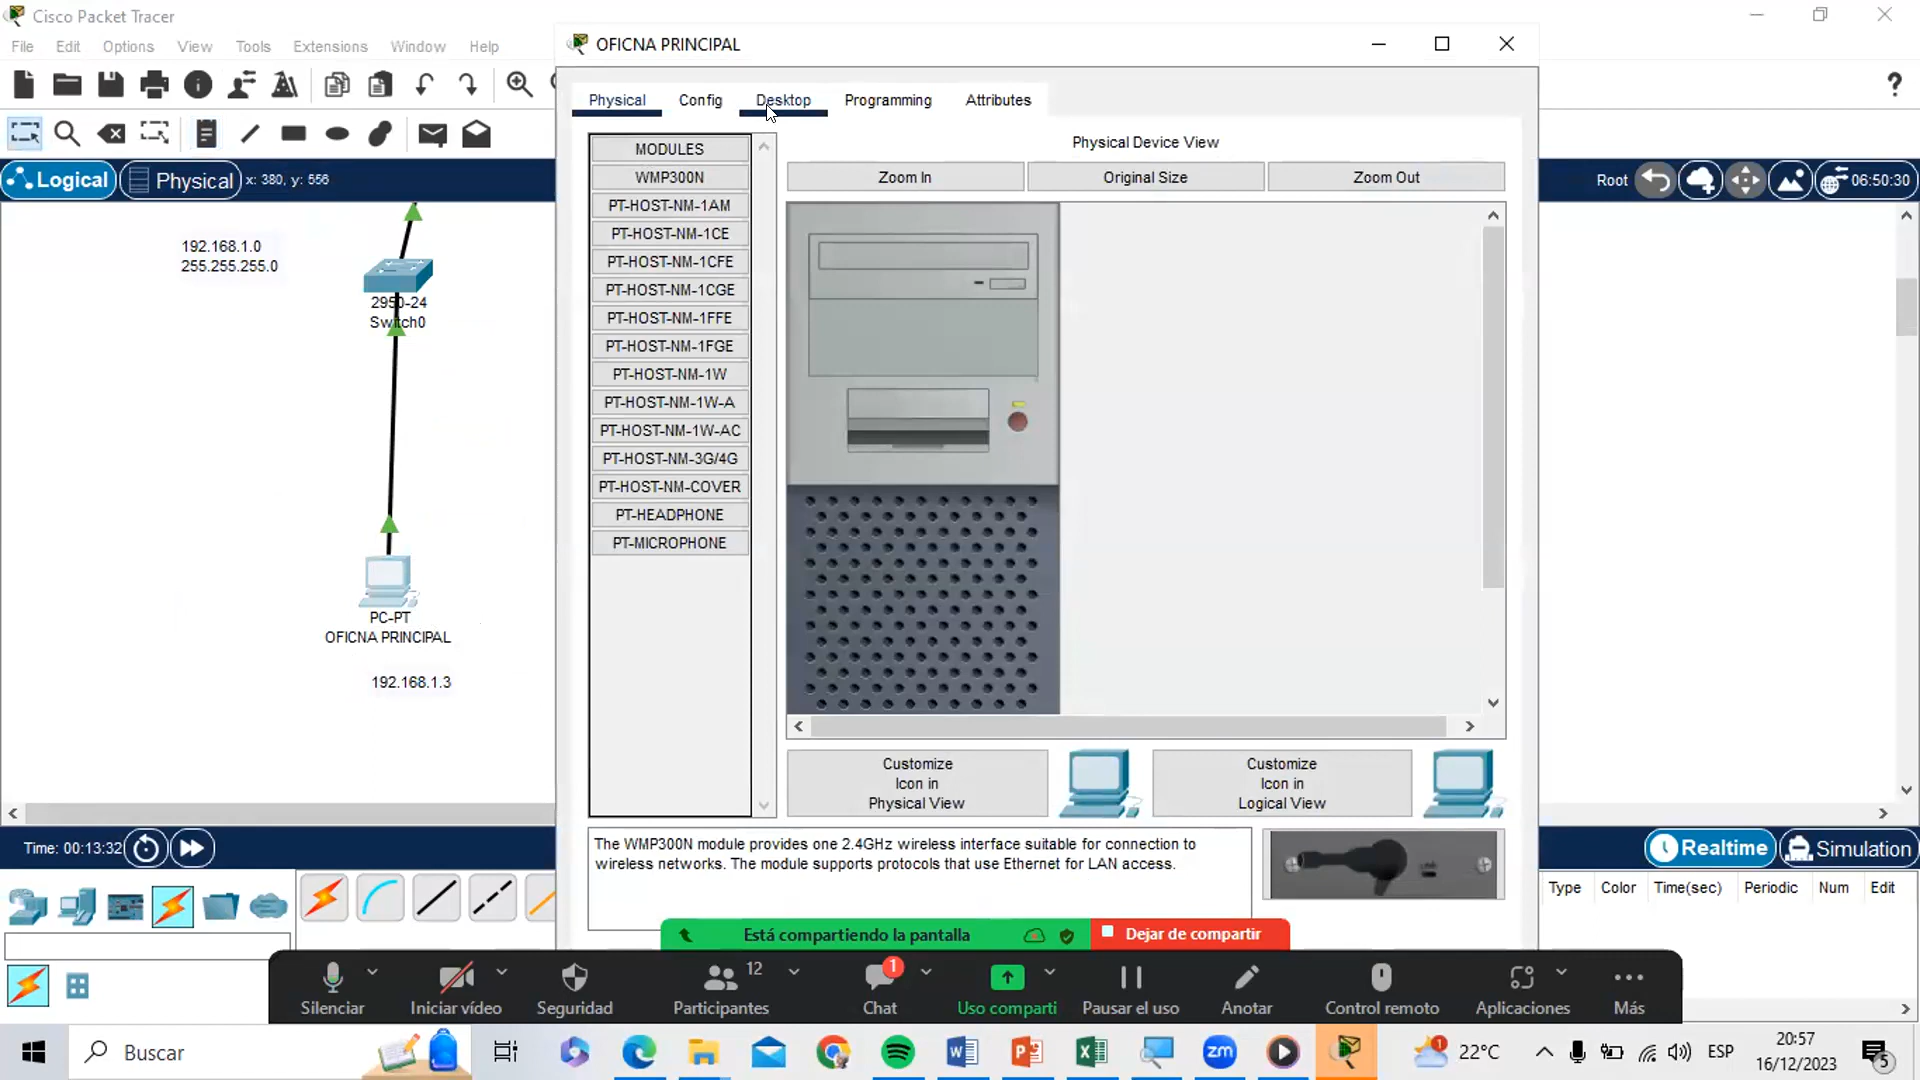 Cisco Packet Tracer
File Edit Options View Tools Extensions Window Help
OFICNA PRINCIPAL
Physical Config Desktop Programming Attributes
Logical Physical x: 380, y: 556
Root 06:50:30
MODULES
WMP300N
PT-HOST-NM-1AM
PT-HOST-NM-1CE
PT-HOST-NM-1CFE
PT-HOST-NM-1CGE
PT-HOST-NM-1FFE
PT-HOST-NM-1FGE
PT-HOST-NM-1W
PT-HOST-NM-1W-A
PT-HOST-NM-1W-AC
PT-HOST-NM-3G/4G
PT-HOST-NM-COVER
PT-HEADPHONE
PT-MICROPHONE
Physical Device View
Zoom In Original Size Zoom Out
192.168.1.0
255.255.255.0
2950-24
Switch0
PC-PT
OFICNA PRINCIPAL
192.168.1.3
Customize
Icon in
Physical View
Customize
Icon in
Logical View
The WMP300N module provides one 2.4GHz wireless interface suitable for connection to
wireless networks. The module supports protocols that use Ethernet for LAN access.
Time: 00:13:32
Realtime Simulation
Type Color Time(sec) Periodic Num Edit
Está compartiendo la pantalla Dejar de compartir
12 1
Silenciar Iniciar vídeo Seguridad Participantes Chat Uso comparti Pausar el uso Anotar Control remoto Aplicaciones Más
Buscar
zm
1
22°C
ESP
20:57
16/12/2023
5